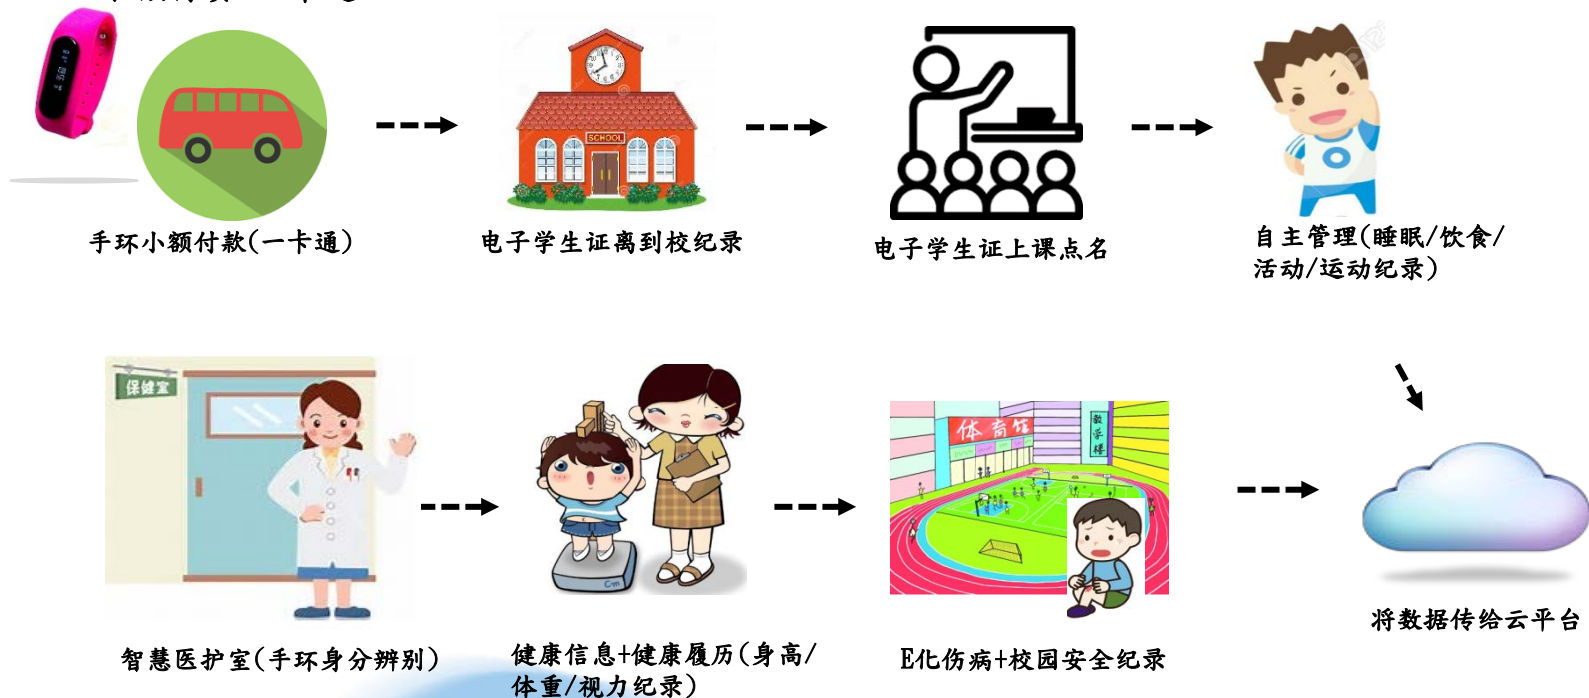 手环小额付款(一卡通)
SCHOOL
电子学生证离到校纪录
电子学生证上课点名
自主管理(睡眠/饮食/
活动/运动纪录)
保健室
体育馆
教学楼
Cm
智慧医护室(手环身分辨别)
健康信息+健康履历(身高/
体重/视力纪录)
E化伤病+校园安全纪录
将数据传给云平台